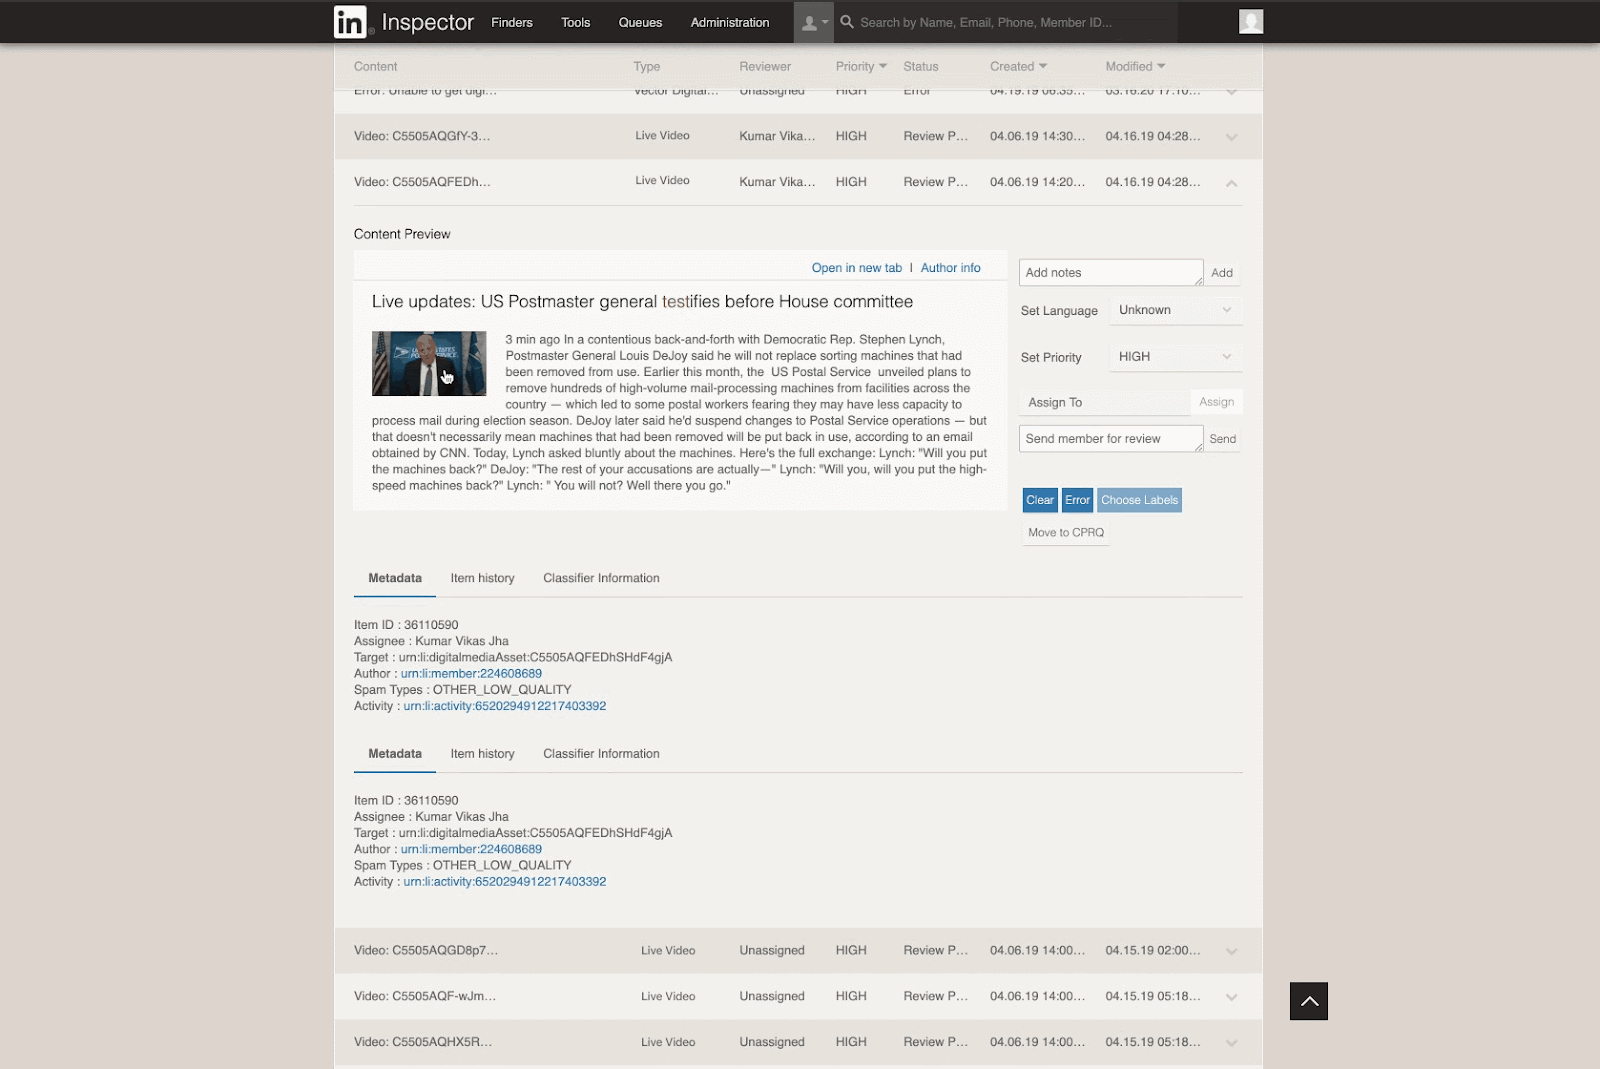 in Inspector Finders Tools Queues Administration Search by Name, Email, Phone, Member ID...
Content Type Reviewer Priority Status Created Modified
Error: Unable to get digi... Vector Digital... Unassigned HIGH Error 04.19.19 06:35... 03.16.20 17:10...
Video: C5505AQGfY-3... Live Video Kumar Vika... HIGH Review P... 04.06.19 14:30... 04.16.19 04:28...
Video: C5505AQFEDh... Live Video Kumar Vika... HIGH Review P... 04.06.19 14:20... 04.16.19 04:28...
Content Preview
Open in new tab | Author info
Live updates: US Postmaster general testifies before House committee
3 min ago In a contentious back-and-forth with Democratic Rep. Stephen Lynch,
Postmaster General Louis DeJoy said he will not replace sorting machines that had
been removed from use. Earlier this month, the US Postal Service unveiled plans to
remove hundreds of high-volume mail-processing machines from facilities across the
country — which led to some postal workers fearing they may have less capacity to
process mail during election season. DeJoy later said he'd suspend changes to Postal Service operations — but
that doesn't necessarily mean machines that had been removed will be put back in use, according to an email
obtained by CNN. Today, Lynch asked bluntly about the machines. Here's the full exchange: Lynch: "Will you put
the machines back?" DeJoy: "The rest of your accusations are actually—" Lynch: "Will you, will you put the high-
speed machines back?" Lynch: " You will not? Well there you go."
Add notes Add
Set Language Unknown
Set Priority HIGH
Assign To Assign
Send member for review Send
Clear Error Choose Labels
Move to CPRQ
Metadata Item history Classifier Information
Item ID : 36110590
Assignee : Kumar Vikas Jha
Target : urn:li:digitalmediaAsset:C5505AQFEDhSHdF4gjA
Author : urn:li:member:224608689
Spam Types : OTHER_LOW_QUALITY
Activity : urn:li:activity:6520294912217403392
Metadata Item history Classifier Information
Item ID : 36110590
Assignee : Kumar Vikas Jha
Target : urn:li:digitalmediaAsset:C5505AQFEDhSHdF4gjA
Author : urn:li:member:224608689
Spam Types : OTHER_LOW_QUALITY
Activity : urn:li:activity:6520294912217403392
Video: C5505AQGD8p7... Live Video Unassigned HIGH Review P... 04.06.19 14:00... 04.15.19 02:00...
Video: C5505AQF-wJm... Live Video Unassigned HIGH Review P... 04.06.19 14:00... 04.15.19 05:18...
Video: C5505AQHX5R... Live Video Unassigned HIGH Review P... 04.06.19 14:00... 04.15.19 05:18...